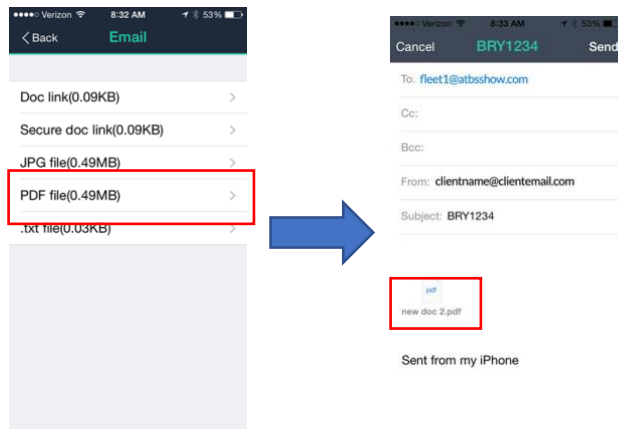 Verizon 8:32 AM 53%
Back Email
Doc link(0.09KB)
Secure doc link(0.09KB)
JPG file(0.49MB)
PDF file(0.49MB)
.txt file(0.03KB)
Verizon 8:33 AM 53%
Cancel BRY1234 Send
To: fleet1@atbsshow.com
Cc:
Bcc:
From: clientname@clientemail.com
Subject: BRY1234
pdf
new doc 2.pdf
Sent from my iPhone